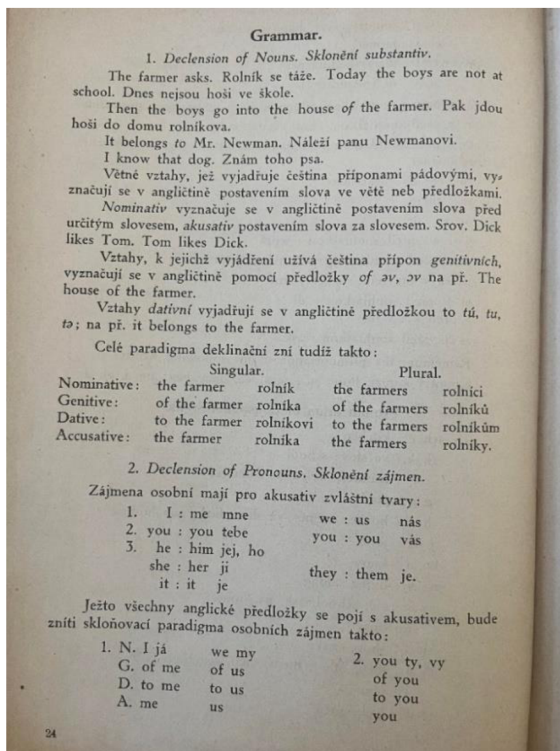 Grammar.
1. Declension of Nouns. Sklonění substantiv.
The farmer asks. Rolník se táže. Today the boys are not at
school. Dnes nejsou hoši ve škole.
Then the boys go into the house of the farmer. Pak jdou
hoši do domu rolníkova.
It belongs to Mr. Newman. Náleží panu Newmanovi.
I know that dog. Znám toho psa.
Větné vztahy, jež vyjadřuje čeština příponami pádovými, vy-
značují se v angličtině postavením slova ve větě neb předložkami.
Nominativ vyznačuje se v angličtině postavením slova před
určitým slovesem, akusativ postavením slova za slovesem. Srov. Dick
likes Tom. Tom likes Dick.
Vztahy, k jejichž vyjádření užívá čeština přípon genitivních,
vyznačují se v angličtině pomocí předložky of əv, ɔv na př. The
house of the farmer.
Vztahy dativní vyjadřují se v angličtině předložkou to tú, tu,
tə; na př. it belongs to the farmer.
Celé paradigma deklinační zní tudíž takto:
Singular. Plural.
Nominative: the farmer rolník the farmers rolníci
Genitive: of the farmer rolníka of the farmers rolníků
Dative: to the farmer rolníkovi to the farmers rolníkům
Accusative: the farmer rolníka the farmers rolníky.
2. Declension of Pronouns. Sklonění zájmen.
Zájmena osobní mají pro akusativ zvláštní tvary:
1. I : me mne we : us nás
2. you : you tebe you : you vás
3. he : him jej, ho
she : her ji they : them je.
it : it je
Ježto všechny anglické předložky se pojí s akusativem, bude
zníti skloňovací paradigma osobních zájmen takto:
1. N. I já we my 2. you ty, vy
G. of me of us of you
D. to me to us to you
A. me us you
24